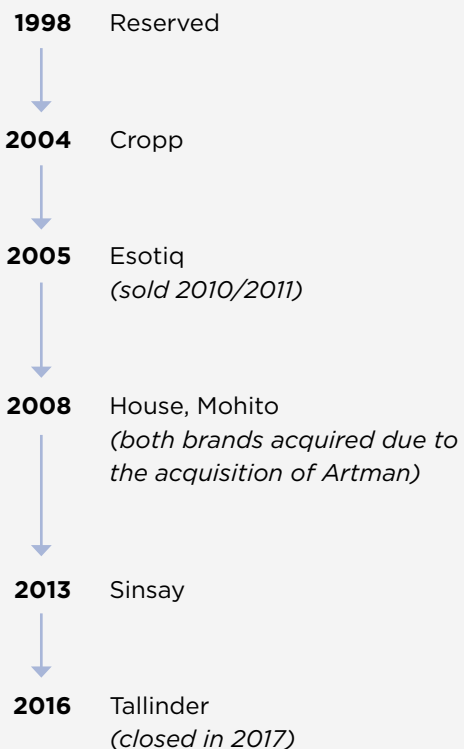 1998 Reserved
2004 Cropp
2005 Esotiq
(sold 2010/2011)
2008 House, Mohito
(both brands acquired due to
the acquisition of Artman)
2013 Sinsay
2016 Tallinder
(closed in 2017)